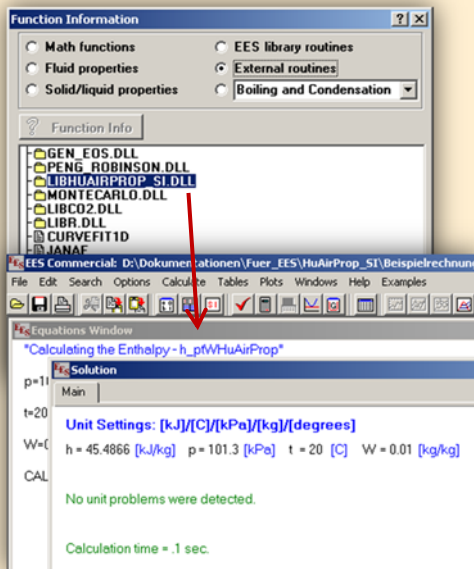 Function Information
Math functions
EES library routines
Fluid properties
External routines
Solid/liquid properties
Boiling and Condensation
? Function Info
GEN_EOS.DLL
PENG_ROBINSON.DLL
LIBHUAIRPROP_SI.DLL
MONTECARLO.DLL
LIBCO2.DLL
LIBR.DLL
CURVEFIT1D
JANAF
EES Commercial: D:\Dokumentationen\Fuer_EES\HuAirProp_SI\Beispielrechnung
File Edit Search Options Calculate Tables Plots Windows Help Examples
Equations Window
"Calculating the Enthalpy - h_ptWHuAirProp"
Solution
p=1
Main
t=20
Unit Settings: [kJ]/[C]/[kPa]/[kg]/[degrees]
W=
h = 45.4866 [kJ/kg] p = 101.3 [kPa] t = 20 [C] W = 0.01 [kg/kg]
CAL
No unit problems were detected.
Calculation time = .1 sec.